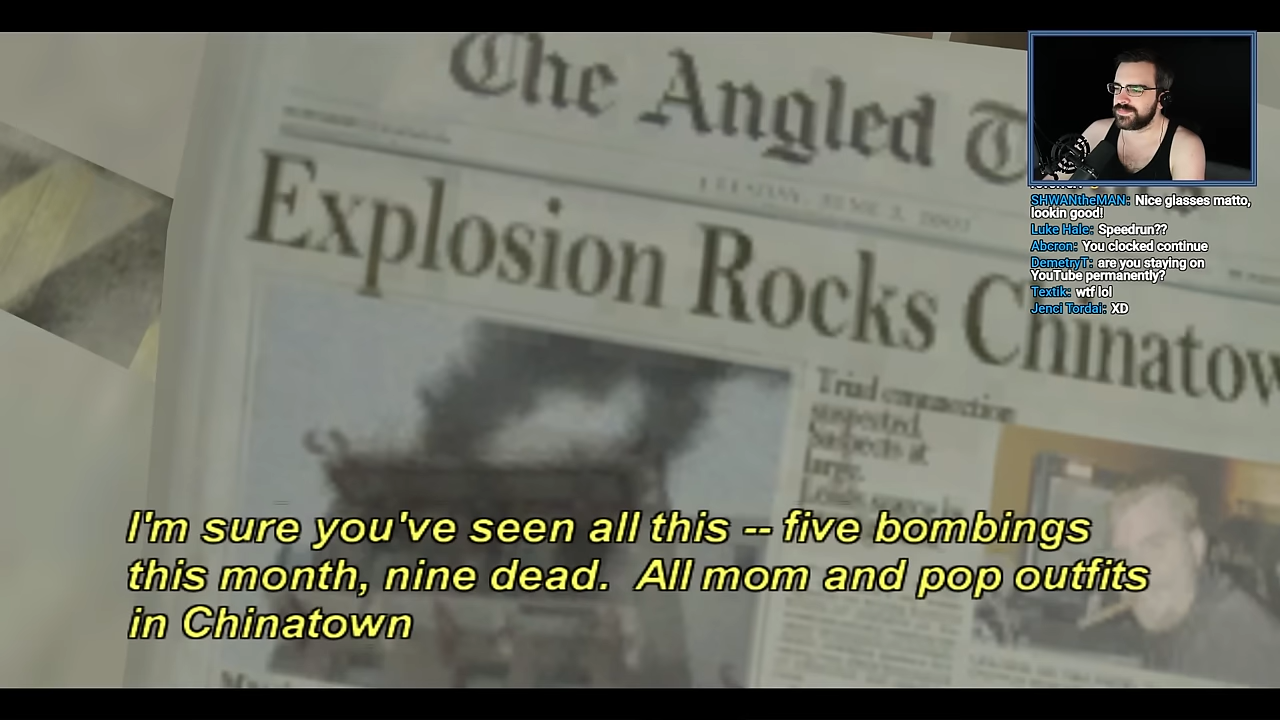 The Angled
Explosion Rocks Chinatow
Triad connection
suspected.
Suspects at
large.
SHWANtheMAN: Nice glasses matto,
lookin good!
Luke Hale: Speedrun??
Abcron: You clocked continue
DemetryT: are you staying on
YouTube permanently?
Textik: wtf lol
Jenci Tordai: XD
I'm sure you've seen all this -- five bombings
this month, nine dead. All mom and pop outfits
in Chinatown